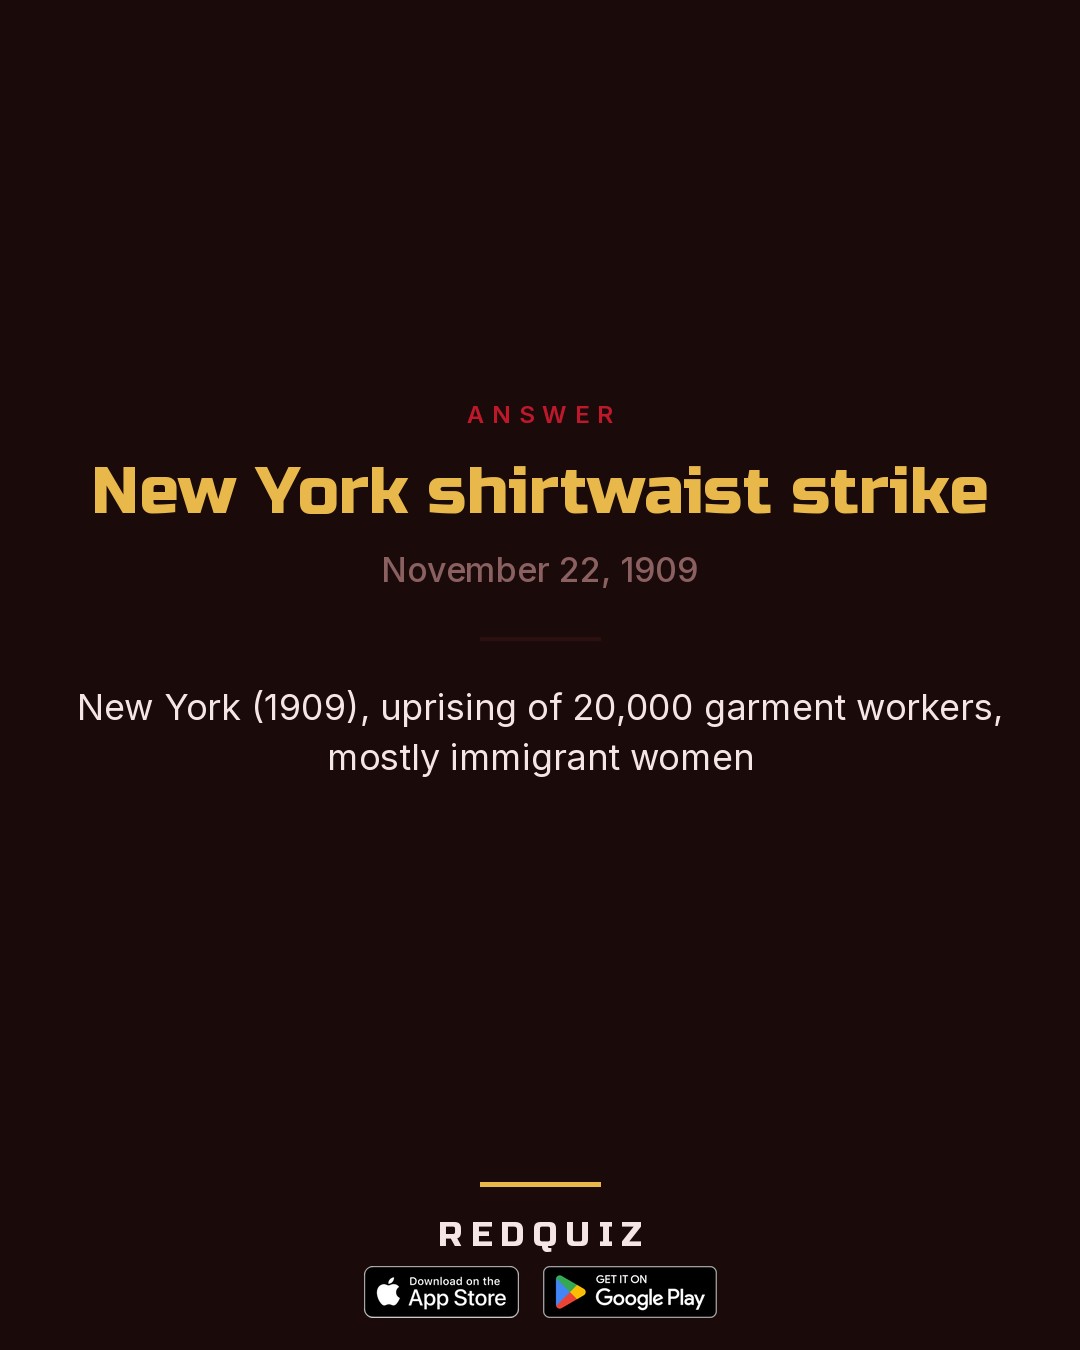 ANSWER
New York shirtwaist strike
November 22, 1909
New York (1909), uprising of 20,000 garment workers,
mostly immigrant women
REDQUIZ
Download on the
App Store
GET IT ON
Google Play